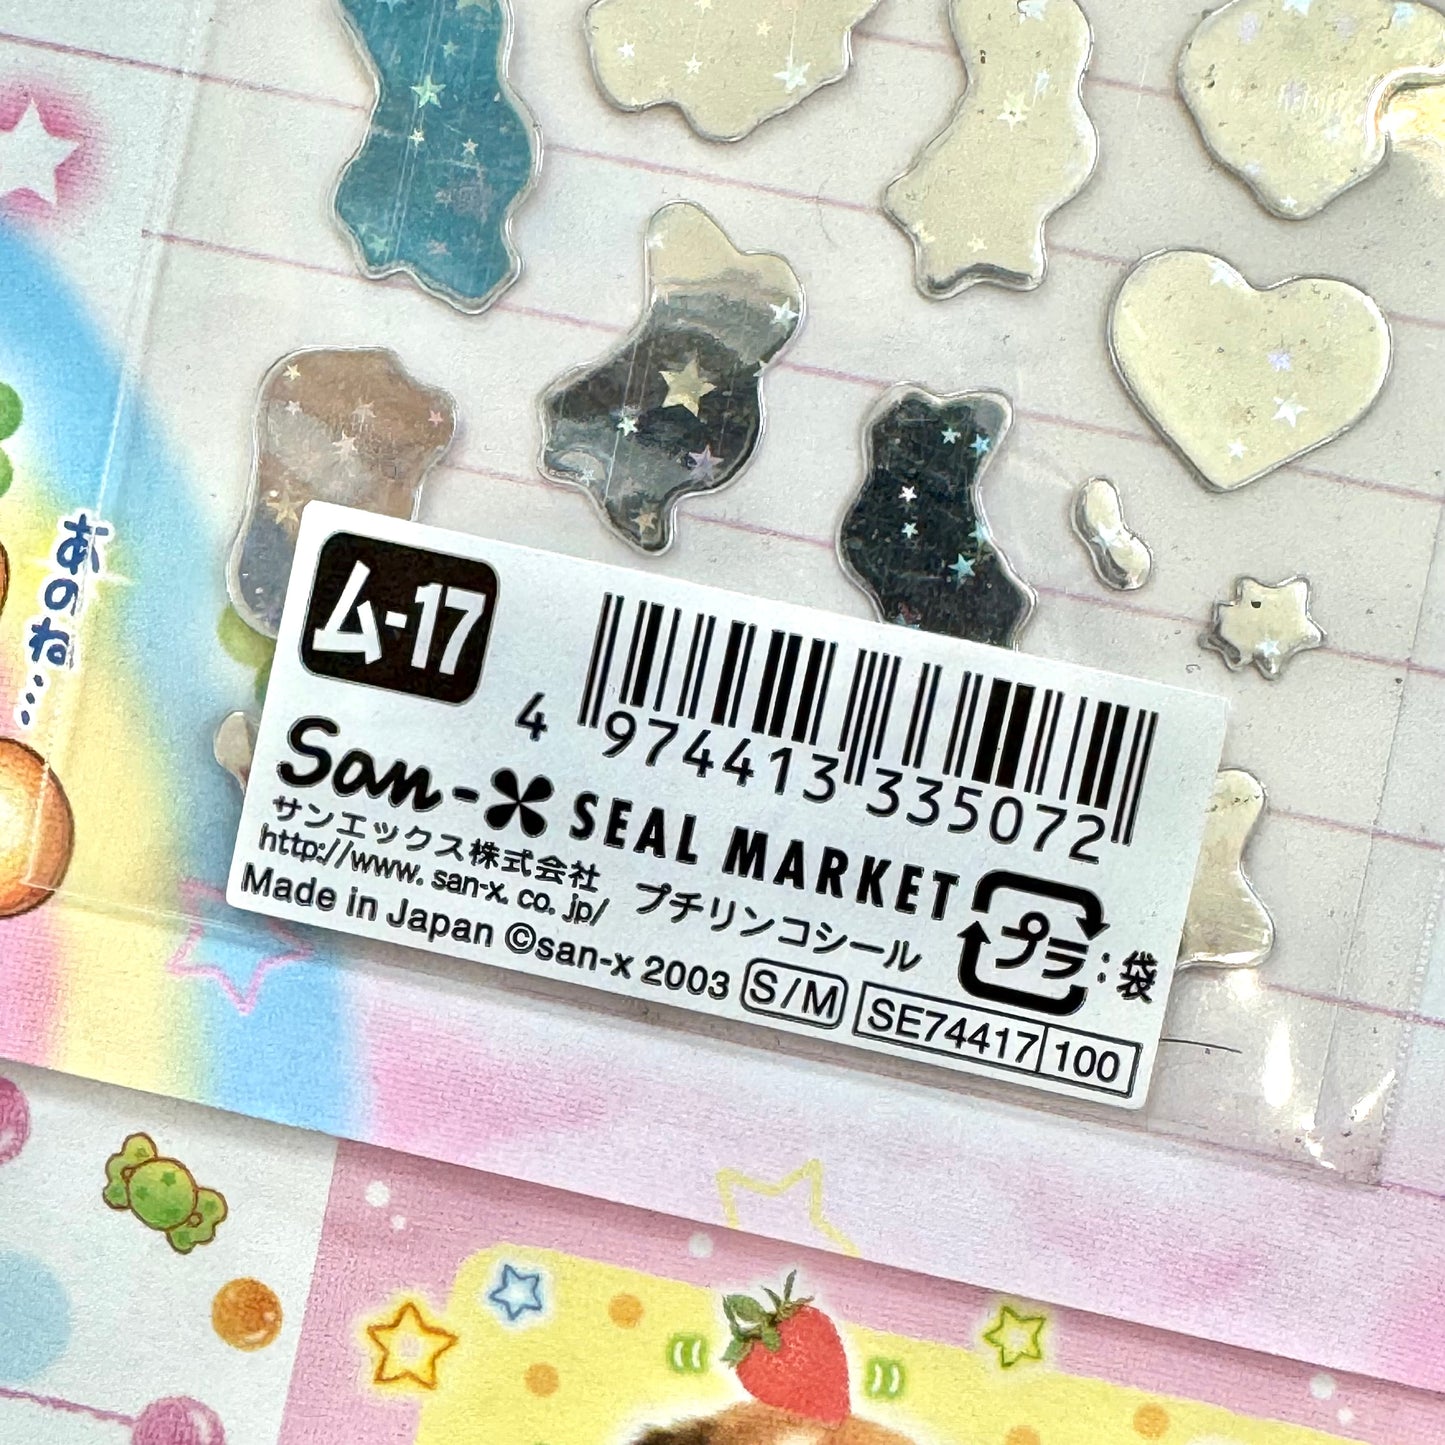 あのね…
ム-17
4 974413 335072
San-X SEAL MARKET
サンエックス株式会社 プチリンコシール
http://www.san-x.co.jp/
プラ:袋
Made in Japan ©san-x 2003 S/M SE74417 100